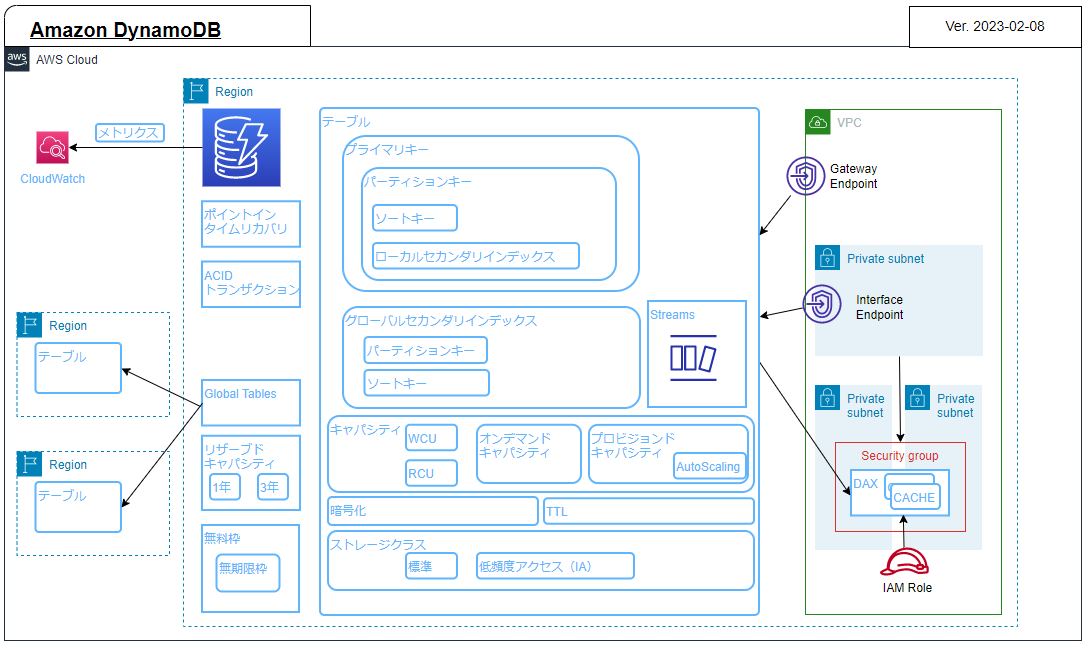 Amazon DynamoDB
Ver. 2023-02-08
aws
AWS Cloud
Region
メトリクス
CloudWatch
ポイントイン
タイムリカバリ
ACID
トランザクション
Region
テーブル
Region
テーブル
Global Tables
リザーブド
キャパシティ
1年
3年
無料枠
無期限枠
テーブル
プライマリキー
パーティションキー
ソートキー
ローカルセカンダリインデックス
グローバルセカンダリインデックス
パーティションキー
ソートキー
Streams
キャパシティ
WCU
RCU
オンデマンド
キャパシティ
プロビジョンド
キャパシティ
AutoScaling
暗号化
TTL
ストレージクラス
標準
低頻度アクセス（IA）
VPC
Gateway
Endpoint
Private subnet
Interface
Endpoint
Private
subnet
Private
subnet
Security group
DAX
CACHE
IAM Role